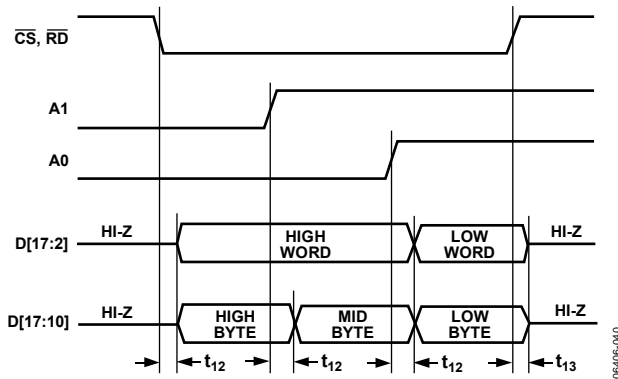 CS, RD
A1
A0
D[17:2] HI-Z HIGH WORD LOW WORD HI-Z
D[17:10] HI-Z HIGH BYTE MID BYTE LOW BYTE HI-Z
t12 t12 t12 t13
06406-040